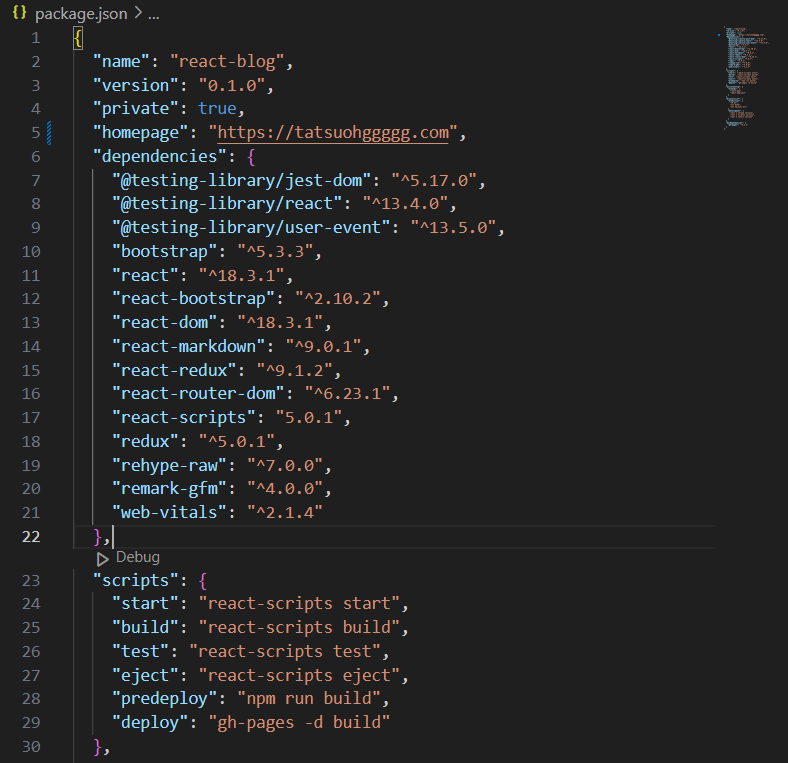 {} package.json > ...
1 {
2 "name": "react-blog",
3 "version": "0.1.0",
4 "private": true,
5 "homepage": "https://tatsuohggggg.com",
6 "dependencies": {
7 "@testing-library/jest-dom": "^5.17.0",
8 "@testing-library/react": "^13.4.0",
9 "@testing-library/user-event": "^13.5.0",
10 "bootstrap": "^5.3.3",
11 "react": "^18.3.1",
12 "react-bootstrap": "^2.10.2",
13 "react-dom": "^18.3.1",
14 "react-markdown": "^9.0.1",
15 "react-redux": "^9.1.2",
16 "react-router-dom": "^6.23.1",
17 "react-scripts": "5.0.1",
18 "redux": "^5.0.1",
19 "rehype-raw": "^7.0.0",
20 "remark-gfm": "^4.0.0",
21 "web-vitals": "^2.1.4"
22 },
Debug
23 "scripts": {
24 "start": "react-scripts start",
25 "build": "react-scripts build",
26 "test": "react-scripts test",
27 "eject": "react-scripts eject",
28 "predeploy": "npm run build",
29 "deploy": "gh-pages -d build"
30 },